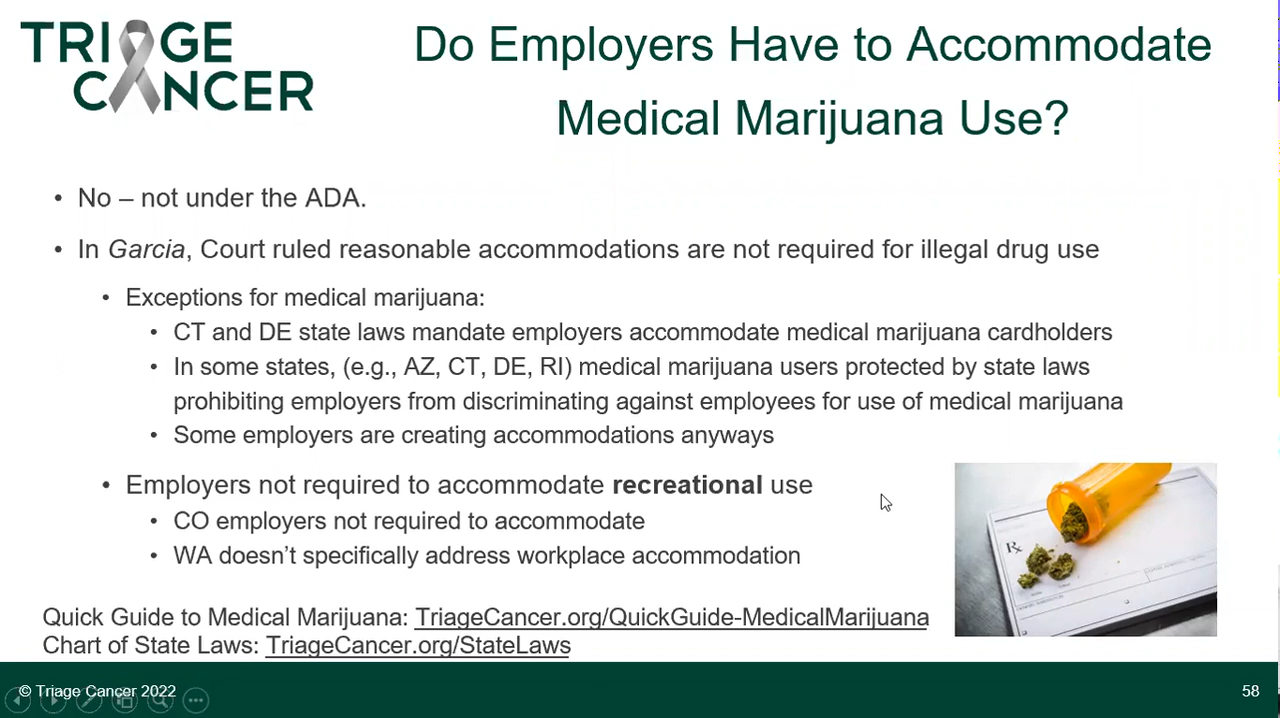 TRIAGE
CANCER
Do Employers Have to Accommodate
Medical Marijuana Use?
• No – not under the ADA.
• In Garcia, Court ruled reasonable accommodations are not required for illegal drug use
• Exceptions for medical marijuana:
• CT and DE state laws mandate employers accommodate medical marijuana cardholders
• In some states, (e.g., AZ, CT, DE, RI) medical marijuana users protected by state laws
prohibiting employers from discriminating against employees for use of medical marijuana
• Some employers are creating accommodations anyways
• Employers not required to accommodate recreational use
• CO employers not required to accommodate
• WA doesn’t specifically address workplace accommodation
Rx
Quick Guide to Medical Marijuana: TriageCancer.org/QuickGuide-MedicalMarijuana
Chart of State Laws: TriageCancer.org/StateLaws
© Triage Cancer 2022
58